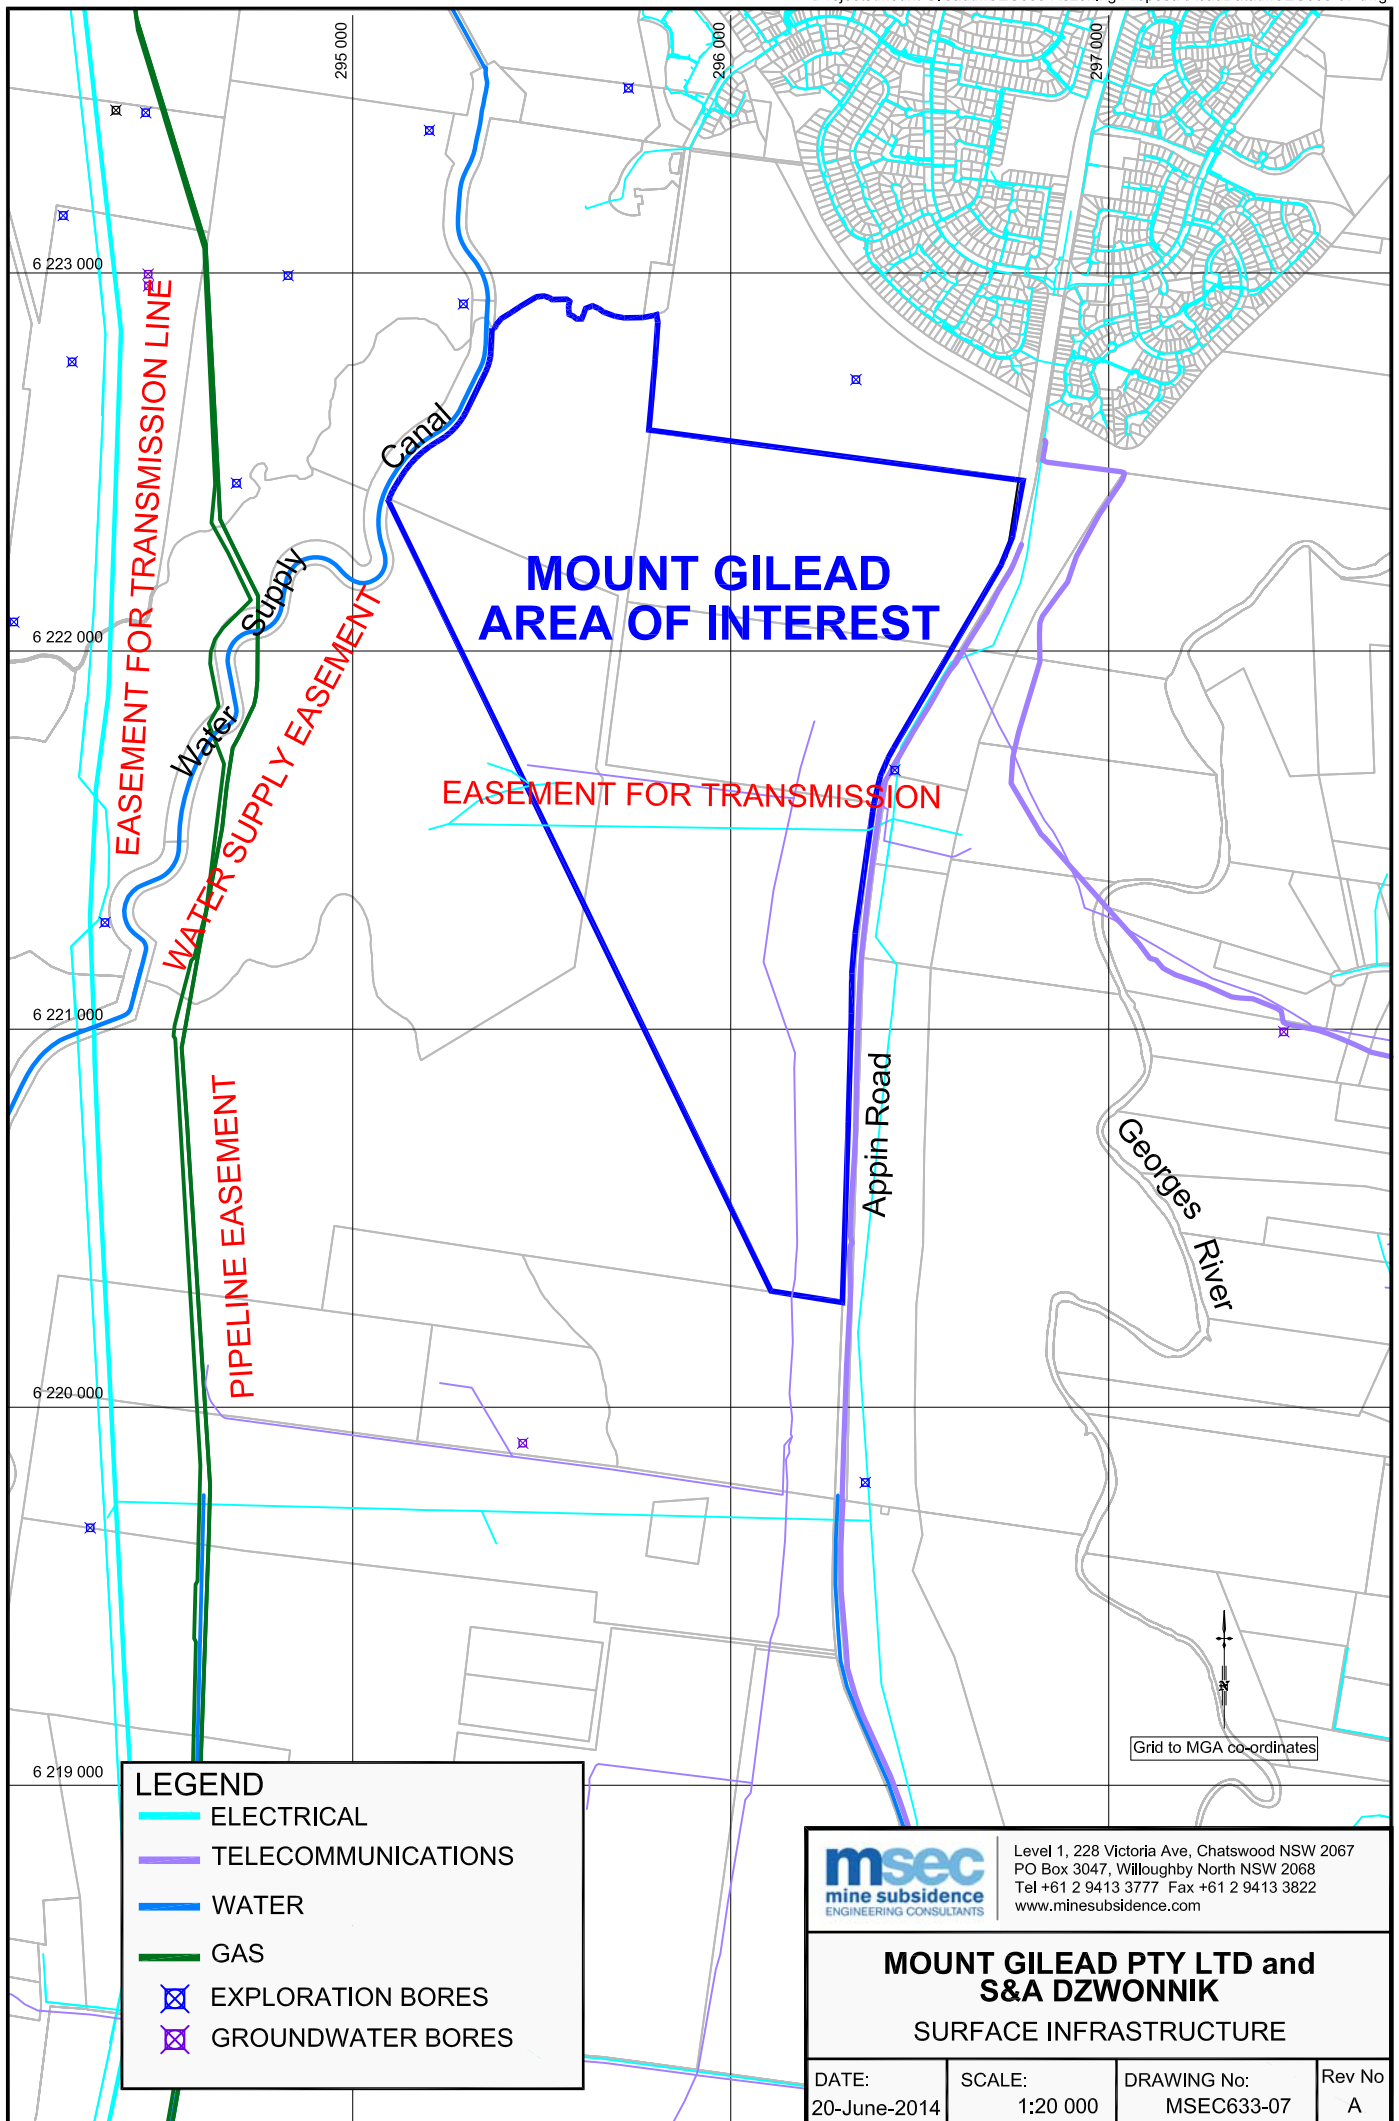 295 000
296 000
297 000
6 223 000
6 222 000
6 221 000
6 220 000
6 219 000
EASEMENT FOR TRANSMISSION LINE
Water Supply Canal
WATER SUPPLY EASEMENT
MOUNT GILEAD
AREA OF INTEREST
EASEMENT FOR TRANSMISSION
PIPELINE EASEMENT
Appin Road
Georges River
N
Grid to MGA co-ordinates
LEGEND
ELECTRICAL
TELECOMMUNICATIONS
WATER
GAS
EXPLORATION BORES
GROUNDWATER BORES
msec
mine subsidence
ENGINEERING CONSULTANTS
Level 1, 228 Victoria Ave, Chatswood NSW 2067
PO Box 3047, Willoughby North NSW 2068
Tel +61 2 9413 3777 Fax +61 2 9413 3822
www.minesubsidence.com
MOUNT GILEAD PTY LTD and
S&A DZWONNIK
SURFACE INFRASTRUCTURE
DATE:
20-June-2014
SCALE:
1:20 000
DRAWING No:
MSEC633-07
Rev No
A